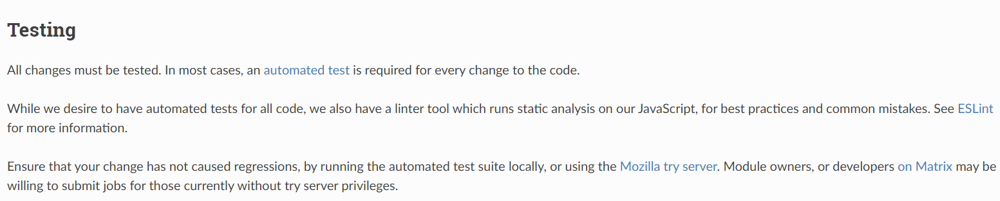 Testing
All changes must be tested. In most cases, an automated test is required for every change to the code.
While we desire to have automated tests for all code, we also have a linter tool which runs static analysis on our JavaScript, for best practices and common mistakes. See ESLint
for more information.
Ensure that your change has not caused regressions, by running the automated test suite locally, or using the Mozilla try server. Module owners, or developers on Matrix may be
willing to submit jobs for those currently without try server privileges.